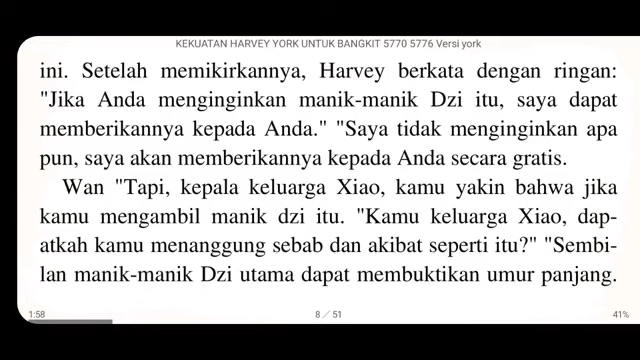 KEKUATAN HARVEY YORK UNTUK BANGKIT 5770 5776 Versi york
ini. Setelah memikirkannya, Harvey berkata dengan ringan:
"Jika Anda menginginkan manik-manik Dzi itu, saya dapat
memberikannya kepada Anda." "Saya tidak menginginkan apa
pun, saya akan memberikannya kepada Anda secara gratis.
Wan "Tapi, kepala keluarga Xiao, kamu yakin bahwa jika
kamu mengambil manik dzi itu. "Kamu keluarga Xiao, dap-
atkah kamu menanggung sebab dan akibat seperti itu?" "Sembi-
lan manik-manik Dzi utama dapat membuktikan umur panjang.
1:58 8 / 51 41%